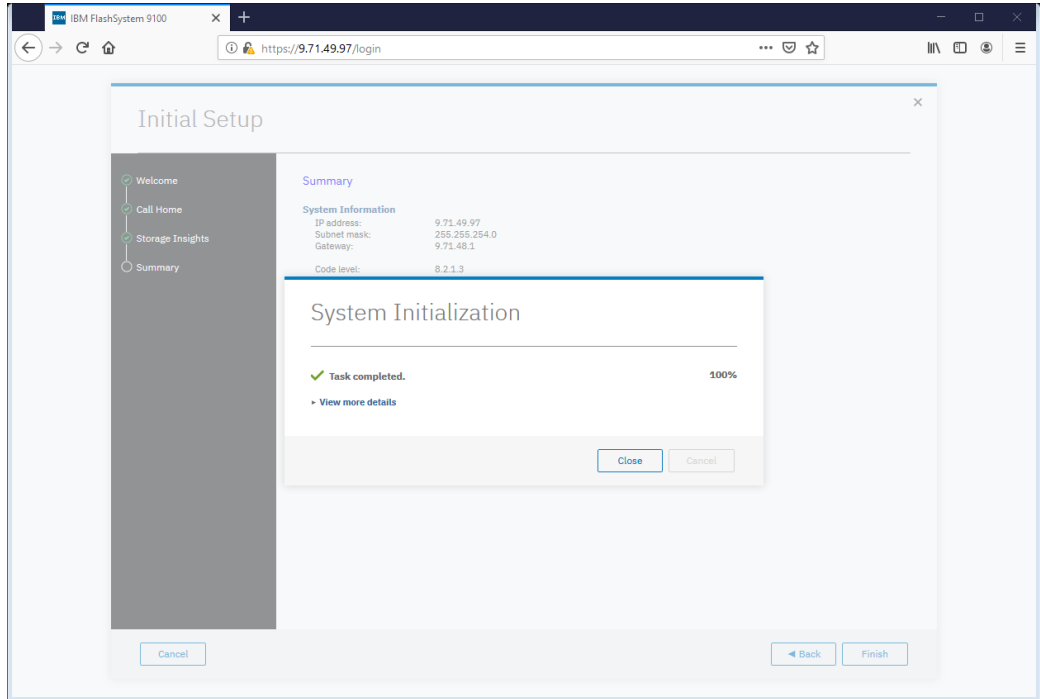 IBM IBM FlashSystem 9100
https://9.71.49.97/login
Initial Setup
Welcome
Call Home
Storage Insights
Summary
Summary
System Information
IP address: 9.71.49.97
Subnet mask: 255.255.254.0
Gateway: 9.71.48.1
Code level: 8.2.1.3
System Initialization
Task completed. 100%
View more details
Close Cancel
Cancel Back Finish